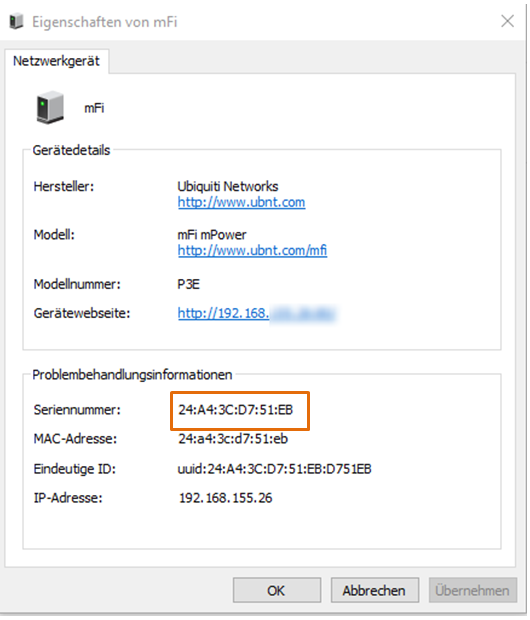 Eigenschaften von mFi
Netzwerkgerät
mFi
Gerätedetails
Hersteller: Ubiquiti Networks
http://www.ubnt.com
Modell: mFi mPower
http://www.ubnt.com/mfi
Modellnummer: P3E
Gerätewebseite: http://192.168.
Problembehandlungsinformationen
Seriennummer: 24:A4:3C:D7:51:EB
MAC-Adresse: 24:a4:3c:d7:51:eb
Eindeutige ID: uuid:24:A4:3C:D7:51:EB:D751EB
IP-Adresse: 192.168.155.26
OK Abbrechen Übernehmen